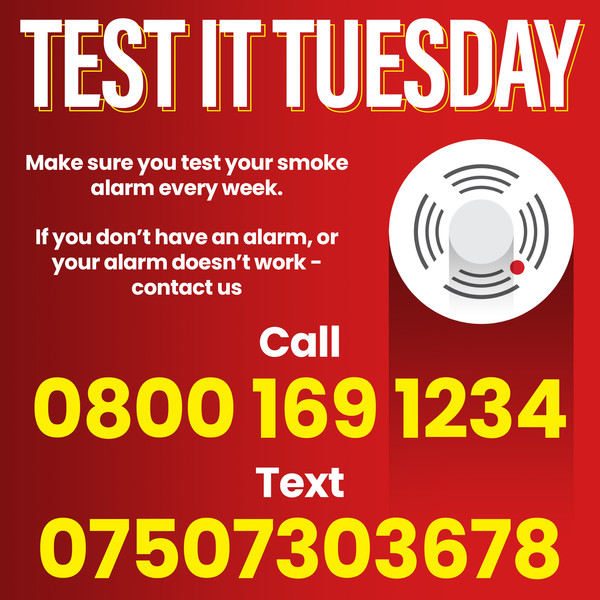 TEST IT TUESDAY
Make sure you test your smoke
alarm every week.
If you don’t have an alarm, or
your alarm doesn’t work -
contact us
Call
0800 169 1234
Text
07507303678